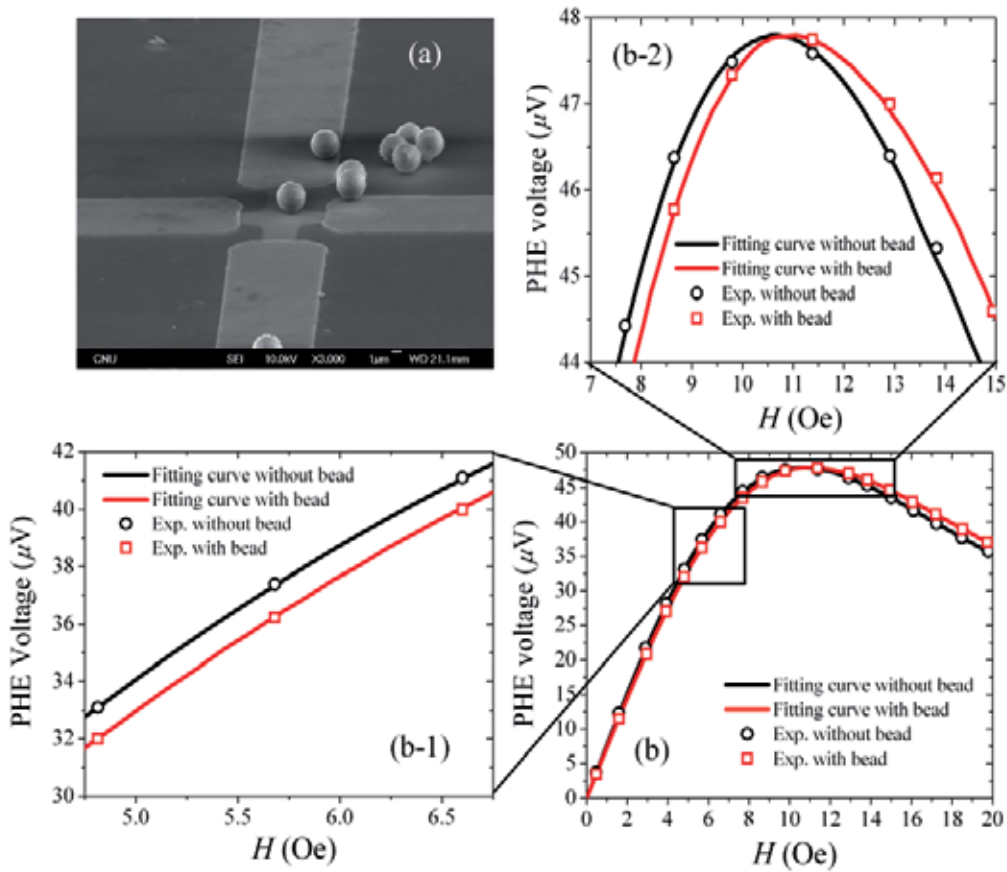 (a)
CNU SEI 10.0kV X3,000 1μm WD 21.1mm
(b-2)
PHE voltage (μV)
48
47
46
45
44
Fitting curve without bead
Fitting curve with bead
Exp. without bead
Exp. with bead
7 8 9 10 11 12 13 14 15
H (Oe)
(b-1)
PHE Voltage (μV)
42
40
38
36
34
32
30
Fitting curve without bead
Fitting curve with bead
Exp. without bead
Exp. with bead
5.0 5.5 6.0 6.5
H (Oe)
(b)
PHE voltage (μV)
50
45
40
35
30
25
20
15
10
5
0
Fitting curve without bead
Fitting curve with bead
Exp. without bead
Exp. with bead
0 2 4 6 8 10 12 14 16 18 20
H (Oe)